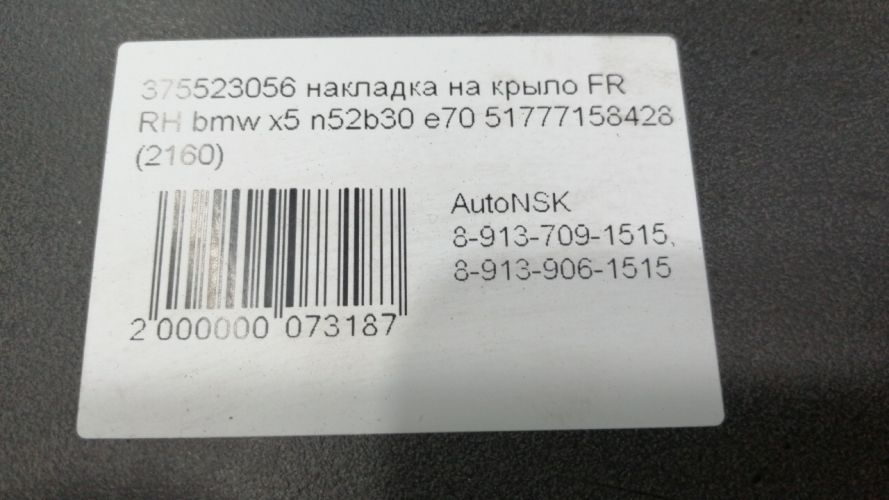 375523056 накладка на крыло FR
RH bmw x5 n52b30 e70 51777158428
(2160)
AutoNSK
8-913-709-1515,
8-913-906-1515
2 000000 073187